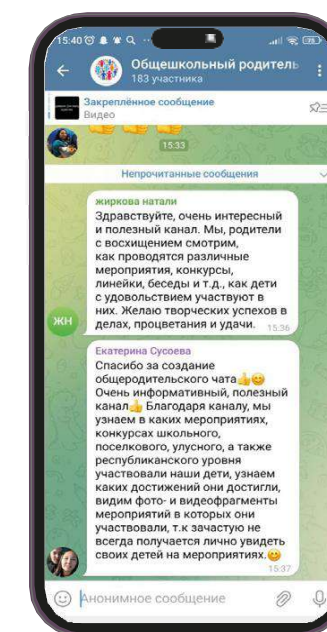 15:40
Общешкольный родитель
183 участника
Закреплённое сообщение
Видео
15:33
Непрочитанные сообщения
жиркова натали
Здравствуйте, очень интересный
и полезный канал. Мы, родители
с восхищением смотрим,
как проводятся различные
мероприятия, конкурсы,
линейки, беседы и т.д., как дети
с удовольствием участвуют в
них. Желаю творческих успехов в
делах, процветания и удачи. 15:36
ЖН
Екатерина Сусоева
Спасибо за создание
общеродительского чата👍😊
Очень информативный, полезный
канал👍 Благодаря каналу, мы
узнаем в каких мероприятиях,
конкурсах школьного,
поселкового, улусного, а также
республиканского уровня
участвовали наши дети, узнаем
каких достижений они достигли,
видим фото- и видеофрагменты
мероприятий в которых они
участвовали, т.к зачастую не
всегда получается лично увидеть
своих детей на мероприятиях.😊
15:37
Анонимное сообщение